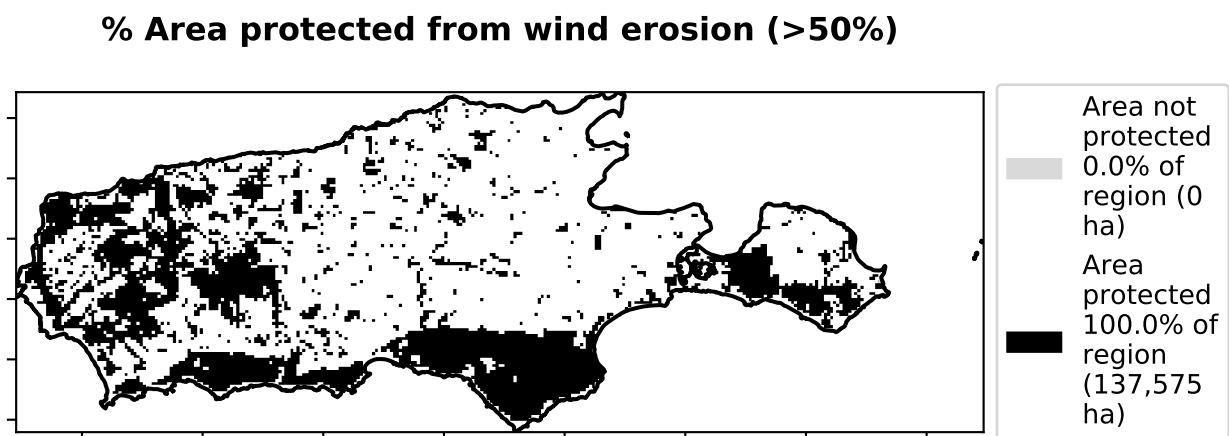 % Area protected from wind erosion (>50%)
Area not
protected
0.0% of
region (0
ha)
Area
protected
100.0% of
region
(137,575
ha)